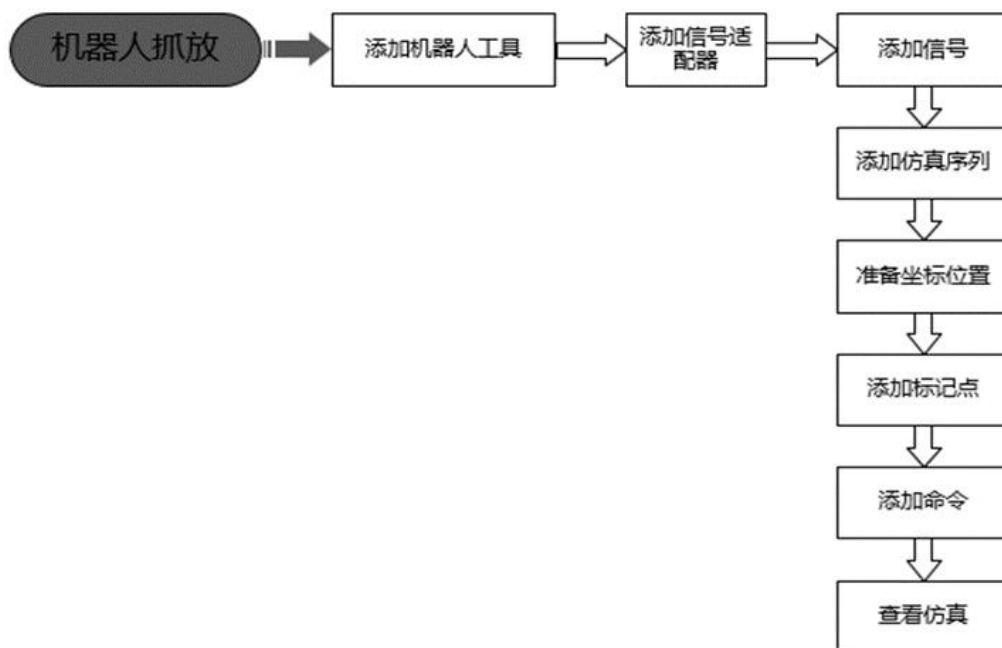 机器人抓放
添加机器人工具
添加信号适
配器
添加信号
添加仿真序列
准备坐标位置
添加标记点
添加命令
查看仿真